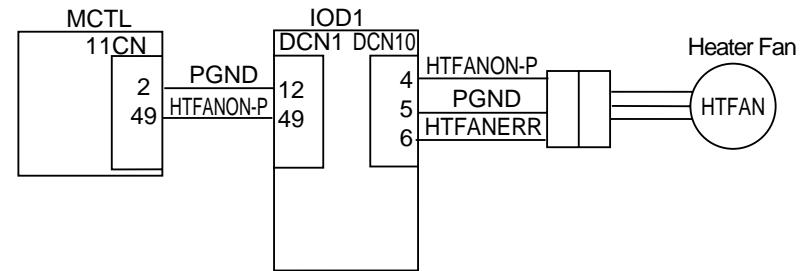 MCTL
11CN
2
49
PGND
HTFANON-P
IOD1
DCN1 DCN10
12
49
4
5
6
HTFANON-P
PGND
HTFANERR
Heater Fan
HTFAN